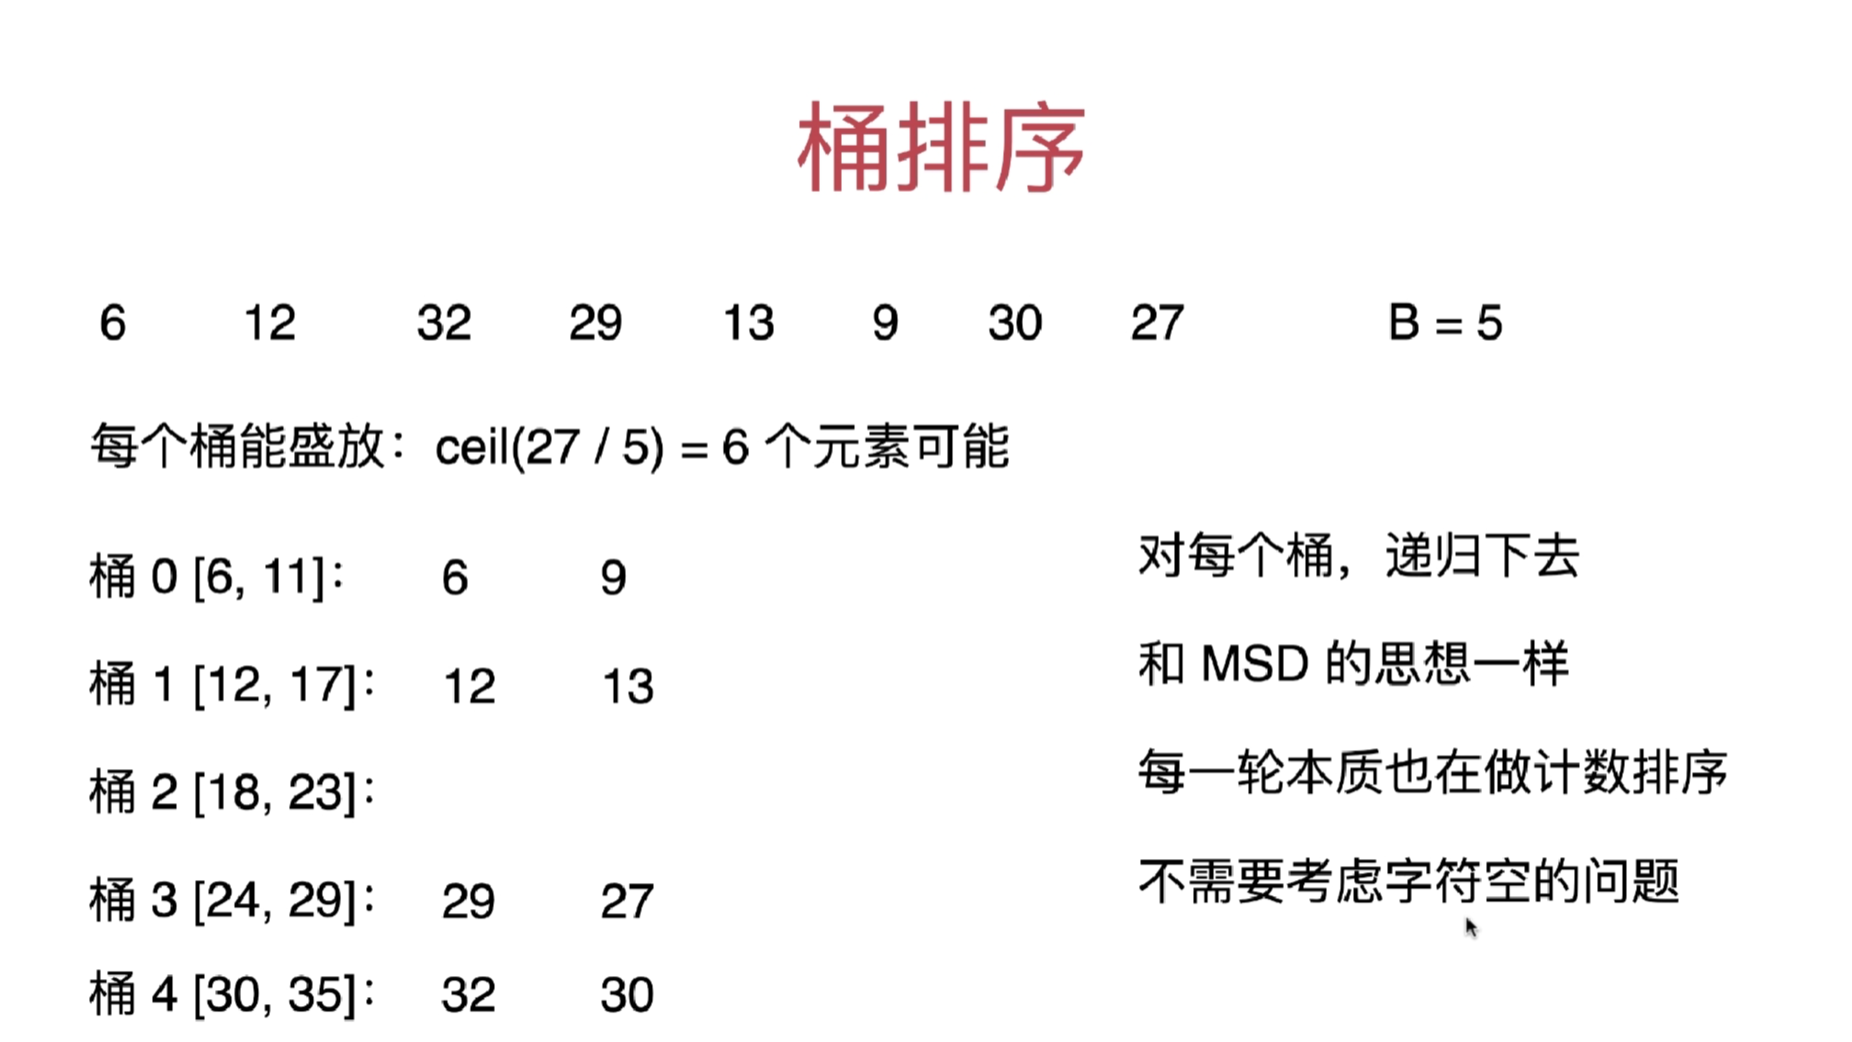 桶排序
6 12 32 29 13 9 30 27 B = 5
每个桶能盛放：ceil(27 / 5) = 6 个元素可能
桶 0 [6, 11]： 6 9
桶 1 [12, 17]： 12 13
桶 2 [18, 23]：
桶 3 [24, 29]： 29 27
桶 4 [30, 35]： 32 30
对每个桶，递归下去
和 MSD 的思想一样
每一轮本质也在做计数排序
不需要考虑字符空的问题